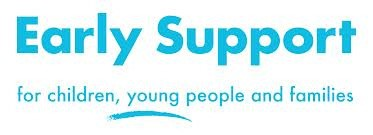 Early Support
for children, young people and families